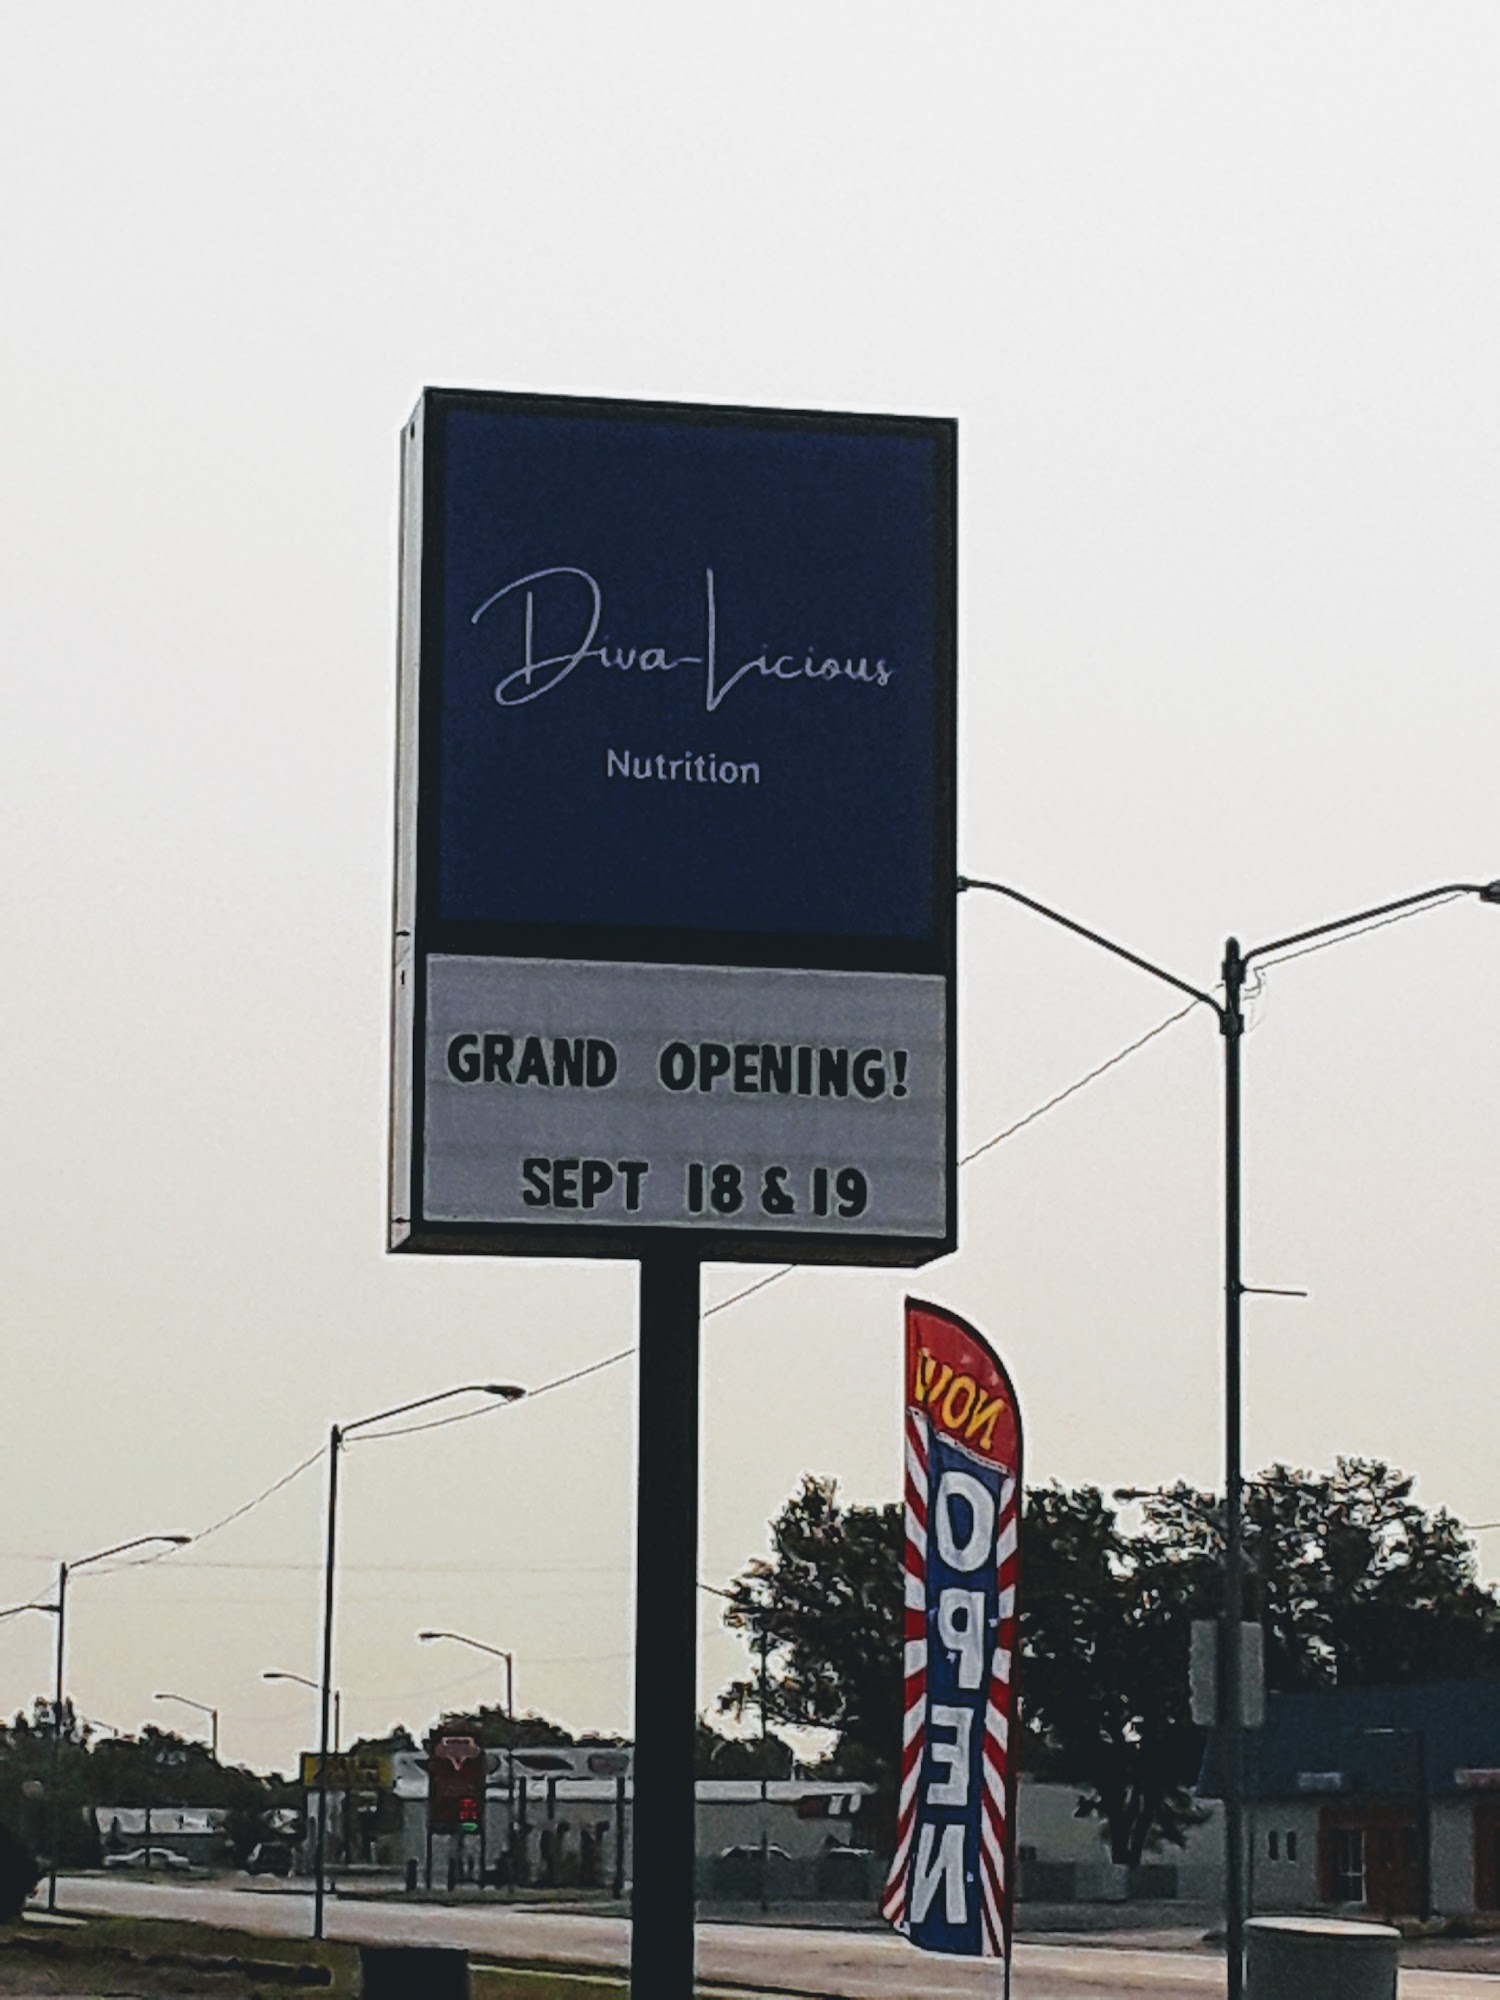 Diva-Licious
Nutrition
GRAND OPENING!
SEPT 18 & 19
NOW
OPEN